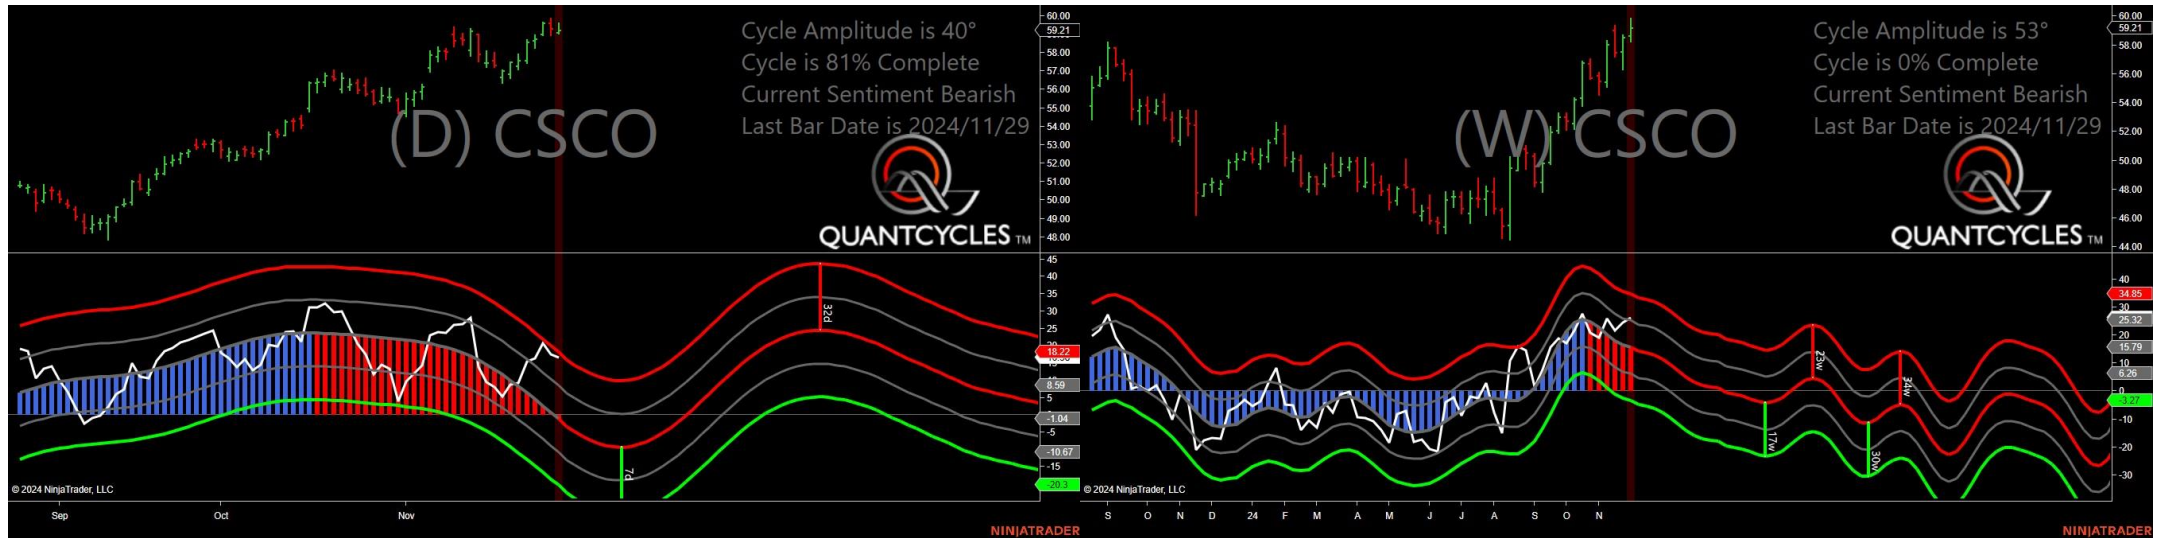 Cycle Amplitude is 40°
Cycle is 81% Complete
Current Sentiment Bearish
Last Bar Date is 2024/11/29
(D) CSCO
QUANTCYCLES TM
60.00
59.21
58.00
57.00
56.00
55.00
54.00
53.00
52.00
51.00
50.00
49.00
48.00
45
40
35
30
25
20
18.22
8.59
5
-1.04
-5
-10.67
-15
-20.3
32d
7d
© 2024 NinjaTrader, LLC
Sep Oct Nov
NINJATRADER
Cycle Amplitude is 53°
Cycle is 0% Complete
Current Sentiment Bearish
Last Bar Date is 2024/11/29
(W) CSCO
QUANTCYCLES TM
60.00
59.21
58.00
56.00
54.00
52.00
50.00
48.00
46.00
44.00
40
34.85
30
25.32
15.79
10
6.26
0
-3.27
-10
-20
-30
23w
34w
17w
30w
© 2024 NinjaTrader, LLC
S O N D 24 F M A M J J A S O N
NINJATRADER